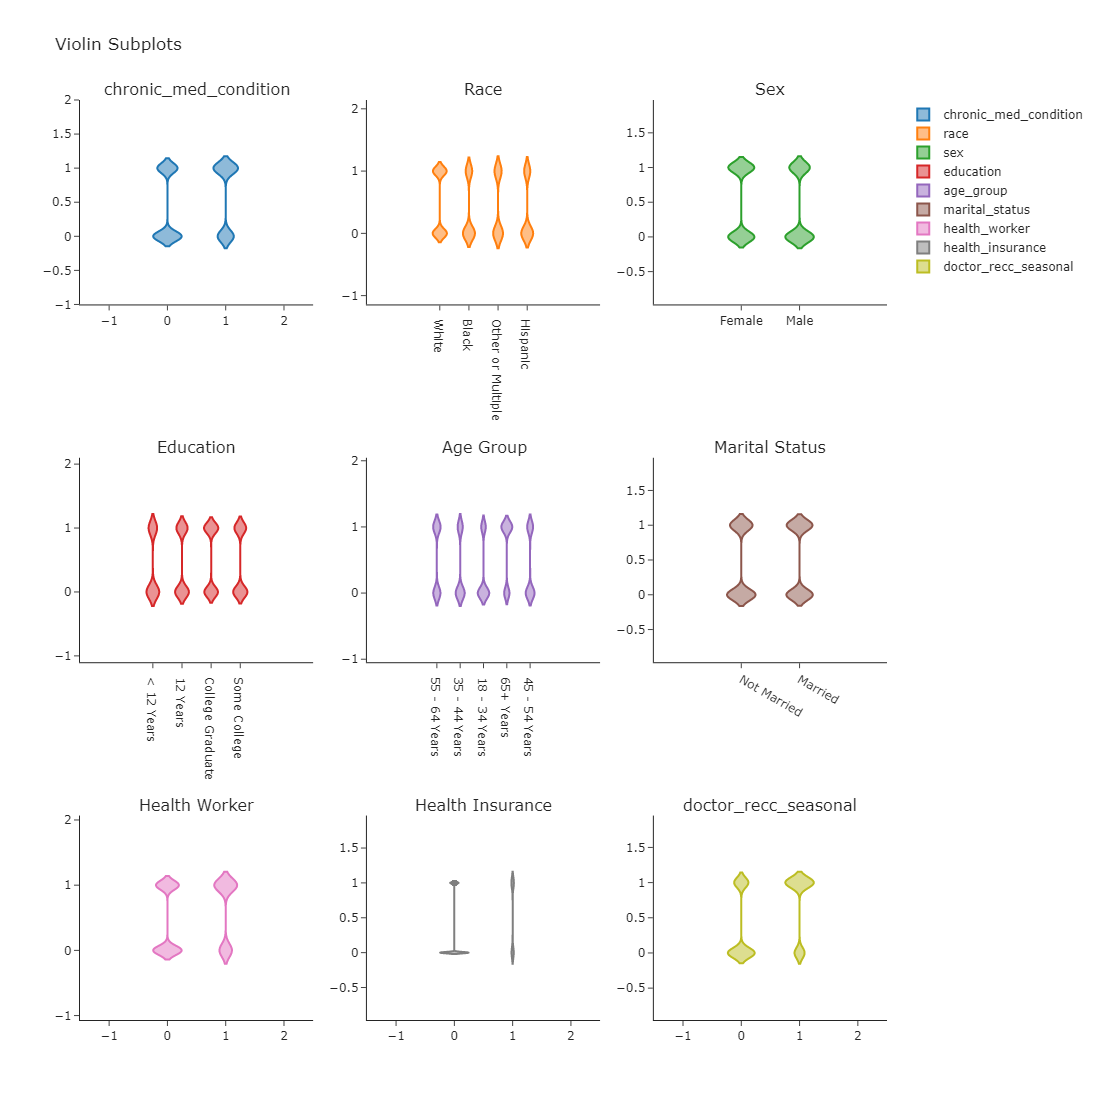 Violin Subplots
chronic_med_condition
Race
Sex
2
1.5
1
0.5
0
−0.5
−1
−1
0
1
2
2
1
0
−1
White
Black
Other or Multiple
Hispanic
1.5
1
0.5
0
−0.5
Female
Male
chronic_med_condition
race
sex
education
age_group
marital_status
health_worker
health_insurance
doctor_recc_seasonal
Education
Age Group
Marital Status
2
1
0
−1
< 12 Years
12 Years
College Graduate
Some College
2
1
0
−1
55 - 64 Years
35 - 44 Years
18 - 34 Years
65+ Years
45 - 54 Years
1.5
1
0.5
0
−0.5
Not Married
Married
Health Worker
Health Insurance
doctor_recc_seasonal
2
1
0
−1
−1
0
1
2
1.5
1
0.5
0
−0.5
−1
0
1
2
1.5
1
0.5
0
−0.5
−1
0
1
2